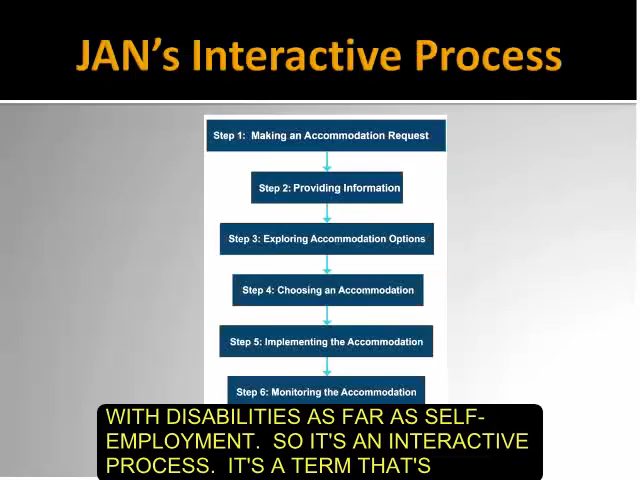 JAN's Interactive Process
Step 1: Making an Accommodation Request
Step 2: Providing Information
Step 3: Exploring Accommodation Options
Step 4: Choosing an Accommodation
Step 5: Implementing the Accommodation
Step 6: Monitoring the Accommodation
WITH DISABILITIES AS FAR AS SELF-
EMPLOYMENT. SO IT'S AN INTERACTIVE
PROCESS. IT'S A TERM THAT'S